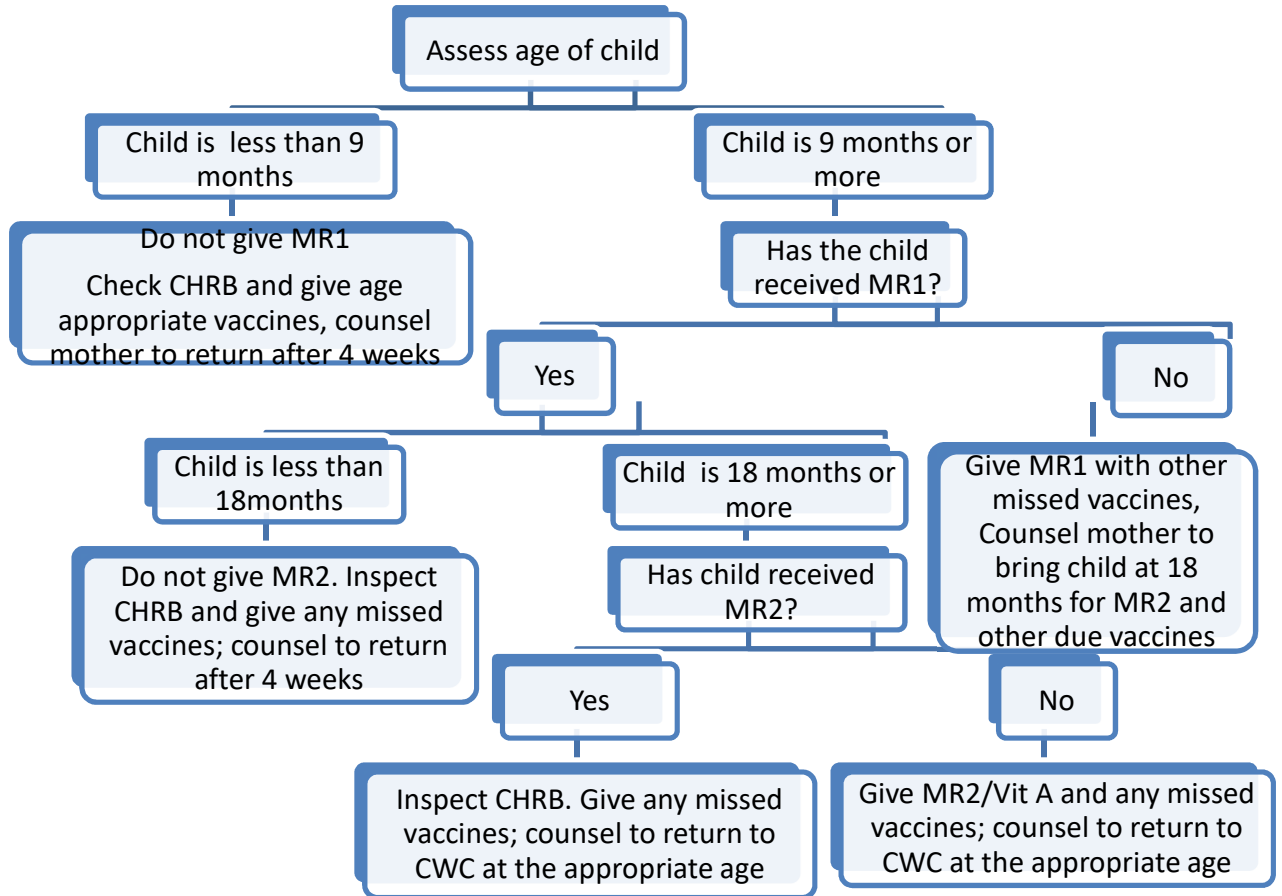 Assess age of child
Child is less than 9
months
Child is 9 months or
more
Do not give MR1
Check CHRB and give age
appropriate vaccines, counsel
mother to return after 4 weeks
Has the child
received MR1?
Yes
No
Child is less than
18months
Child is 18 months or
more
Give MR1 with other
missed vaccines,
Counsel mother to
bring child at 18
months for MR2 and
other due vaccines
Do not give MR2. Inspect
CHRB and give any missed
vaccines; counsel to return
after 4 weeks
Has child received
MR2?
Yes
No
Inspect CHRB. Give any missed
vaccines; counsel to return to
CWC at the appropriate age
Give MR2/Vit A and any missed
vaccines; counsel to return to
CWC at the appropriate age